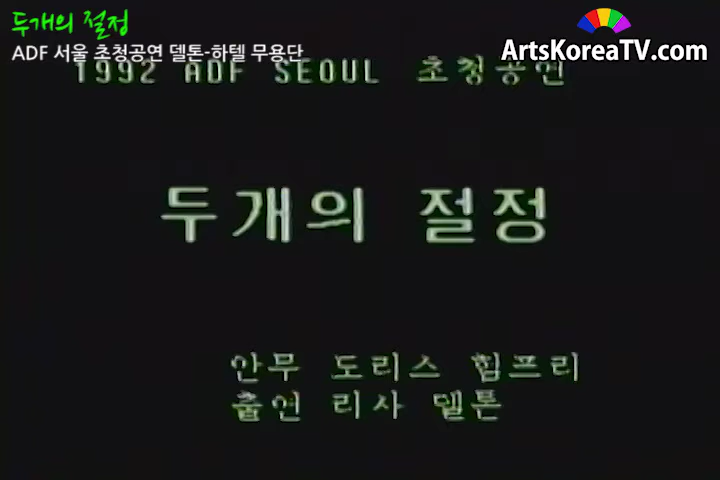 두개의 절정
ADF 서울 초청공연 델톤-하텔 무용단
ArtsKoreaTV.com
1992 ADF SEOUL 초청공연
두개의 절정
안무 도리스 험프리
출연 리사 델톤